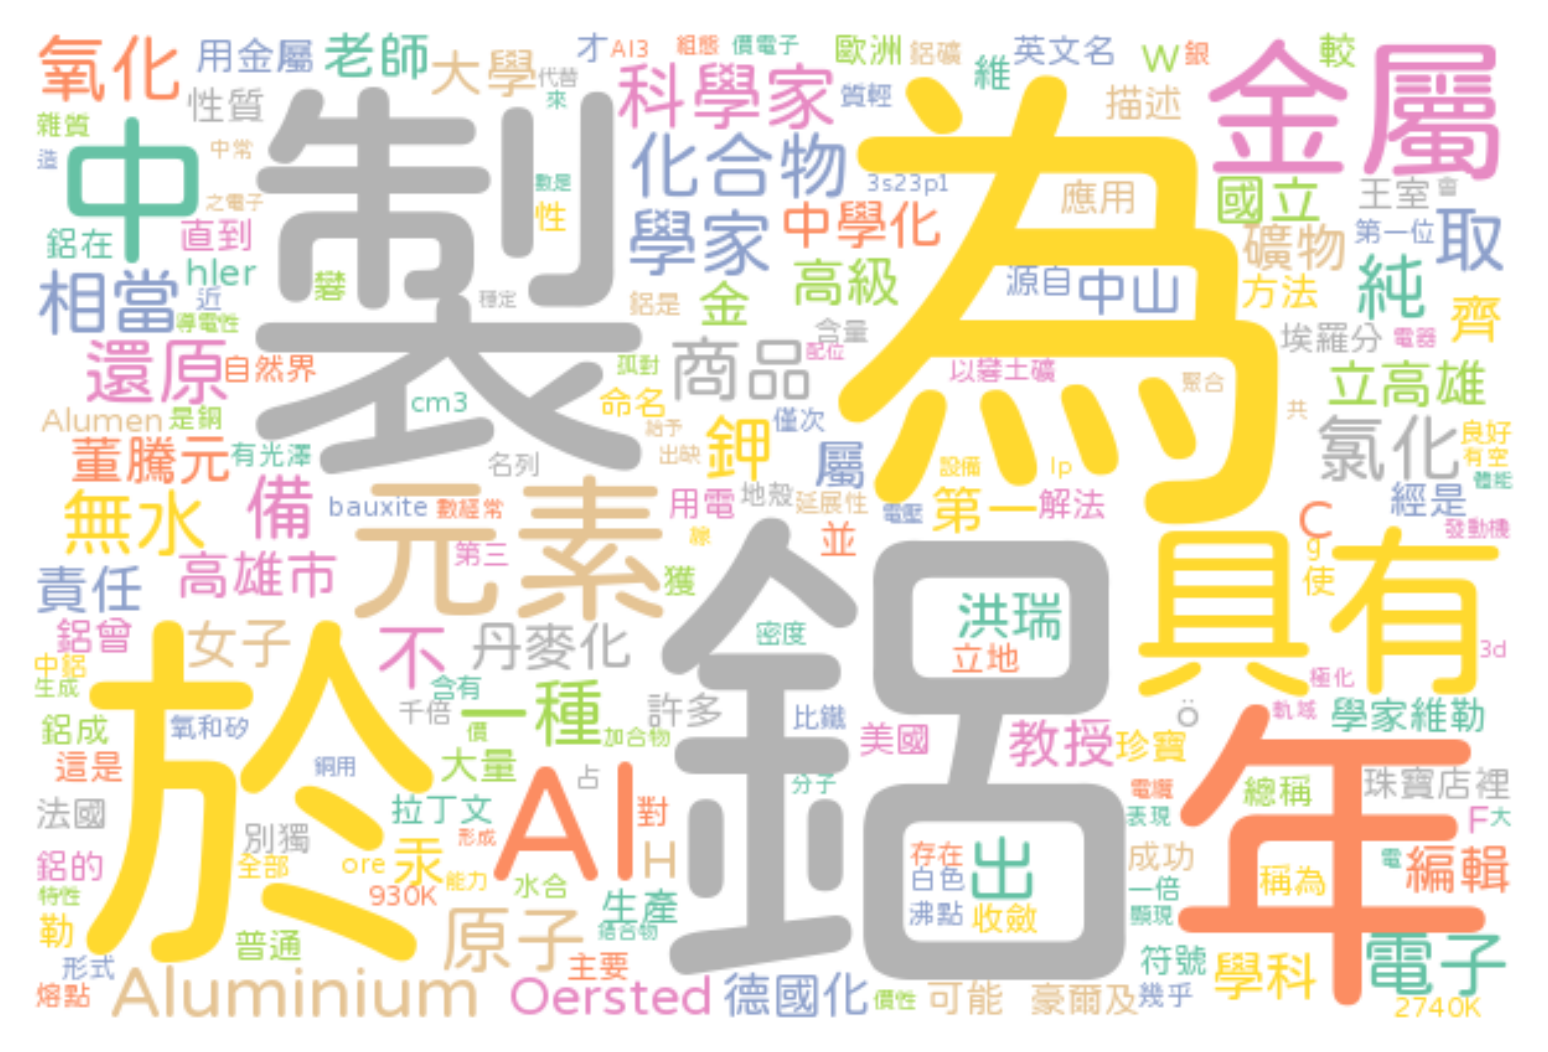 氧化
用金屬
老師
大學
代替
來
才
Al3
組態
價電子
科學家
質輕
歐洲
鋁礦
維
英文名
W
銀
較
金屬
描述
雜質
造
性質
中
中常
之電子
製
數是
性
化合物
3s23p1
為
應用
國立
王室
會
鋁在
直到
hler
近
礬
導電性
相當
學家
中學化
礦物
第一位
取
穩定
鋁是
金
高級
源自
中山
方法
純
含量
齊
埃羅分
電器
還原
自然界
孤對
商品
配位
以礬土礦
聚合
立高雄
Alumen
是鋼
cm3
命名
給予
僅次
共
氯化
良好
有空
體能
董騰元
有光澤
名列
出缺
鉀
屬
設備
lp
無水
備
bauxite
數經常
元素
用電
地殼
延展性
電壓
第一
解法
經是
發動機
C
g
使
第三
並
責任
高雄市
獲
鋁
具有
洪瑞
立地
密度
鋁曾
中鋁
生成
女子
不
丹麥化
含有
3d
極化
於
千倍
一種
許多
比鐵
美國
教授
珍寶
ö
軌域
學家維勒
鋁成
氧和矽
價
加合物
這是
銅用
大量
占
分子
電纜
總稱
珠寶店裡
年
法國
拉丁文
Al
對
表現
F
大
別獨
形成
鋁的
全部
ore
汞
能力
H
存在
白色
出
成功
一倍
稱為
電
編輯
特性
930K
水合
生產
結合物
沸點
收斂
顯現
勒
普通
原子
形式
主要
符號
學科
電子
熔點
Aluminium
Oersted
德國化
價性
可能
豪爾及
幾乎
2740K